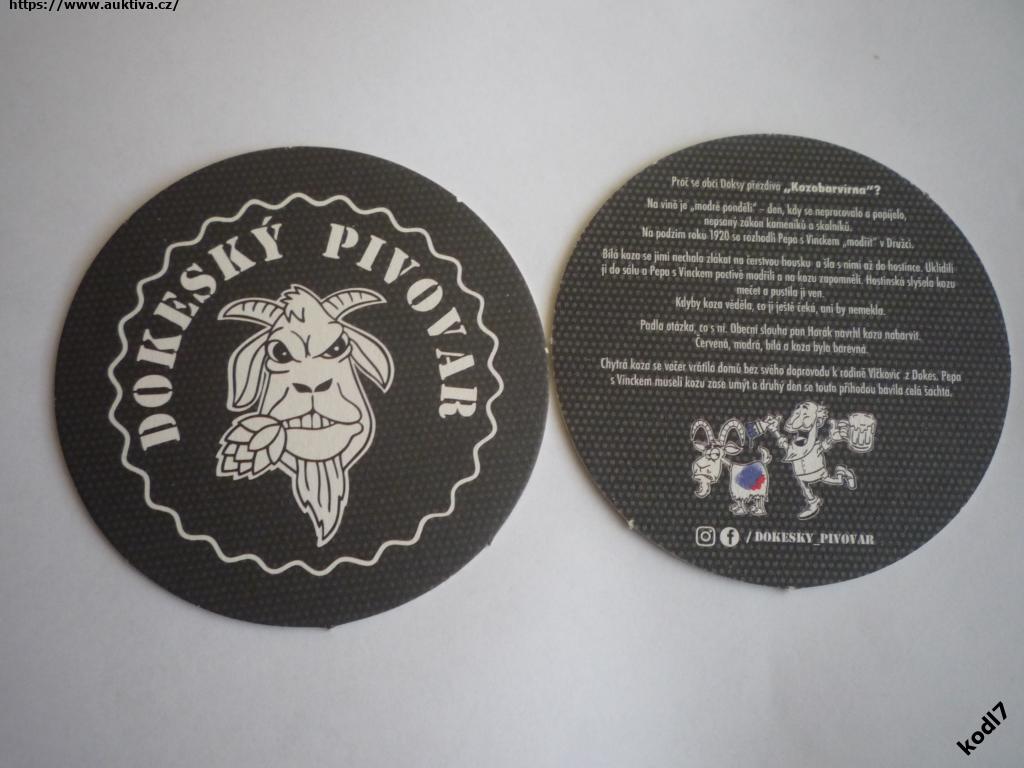 https://www.auktiva.cz/
DOKESKÝ PIVOVAR
Proč se obci Doksy přezdívá „Kozobarvírna"?
Na vině je „modré pondělí" – den, kdy se nepracovalo a popíjelo,
nepsaný zákon kameníků a skalníků.
Na podzim roku 1920 se rozhodli Pepa s Vinckem „modřit" v Družci.
Bílá koza se jimi nechala zlákat na čerstvou housku a šla s nimi až do hostince. Uklidili
ji do sálu a Pepa s Vinckem poctivě modřili a na kozu zapomněli. Hostinská slyšela kozu
mečet a pustila ji ven.
Kdyby koza věděla, co ji ještě čeká, ani by nemekla.
Padla otázka, co s ní. Obecní slouha pan Horák navrhl kozu nabarvit.
Červená, modrá, bílá a koza byla barevná.
Chytrá koza se večer vrátila domů bez svého doprovodu k rodině Vlčkovic z Dokes. Pepa
s Vinckem museli kozu zase umýt a druhý den se touto příhodou bavila celá šachta.
/DOKESKY_PIVOVAR
kodl7